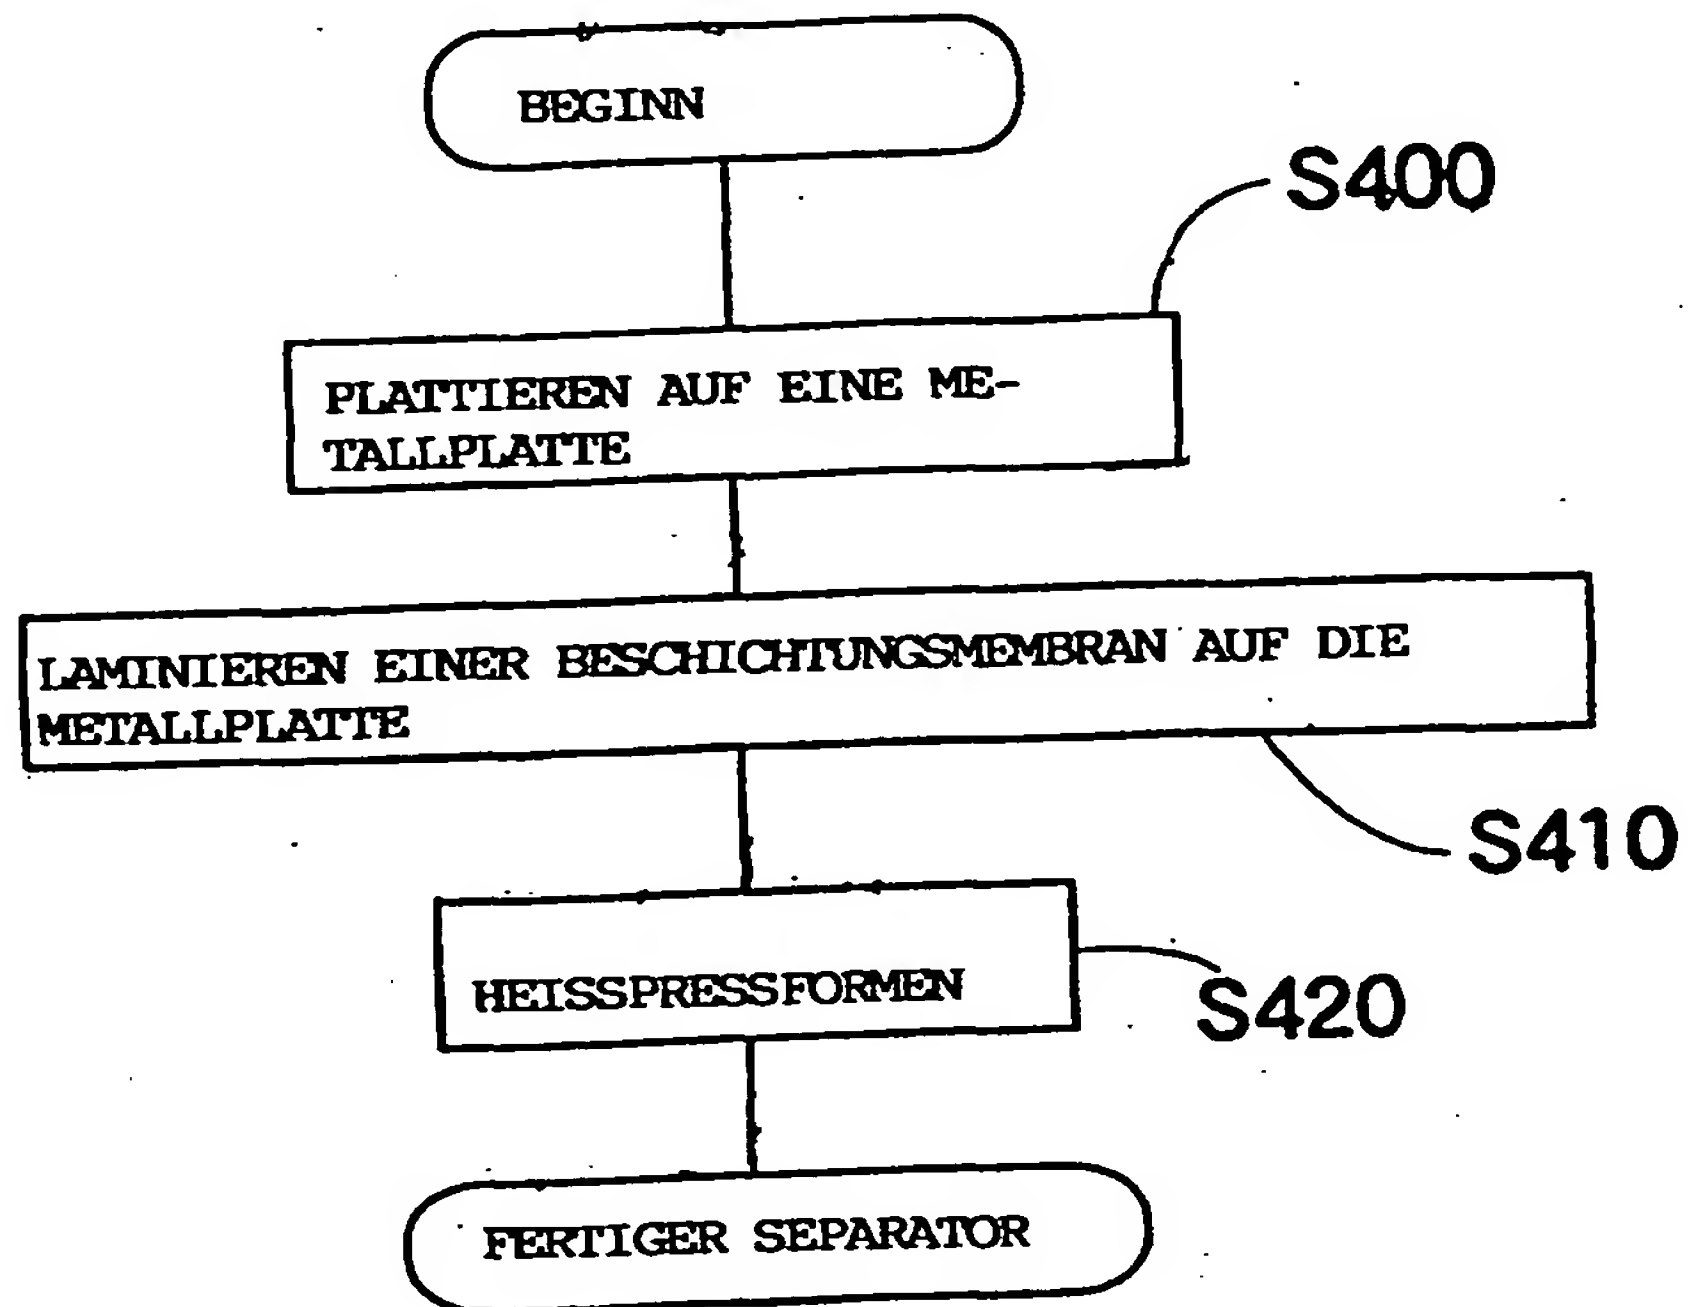 BEGINN
S400
PLATTIEREN AUF EINE ME-
TALLPLATTE
LAMINIEREN EINER BESCHICHTUNGSMEMBRAN AUF DIE
METALLPLATTE
S410
HEISSPRESSFORMEN
S420
FERTIGER SEPARATOR